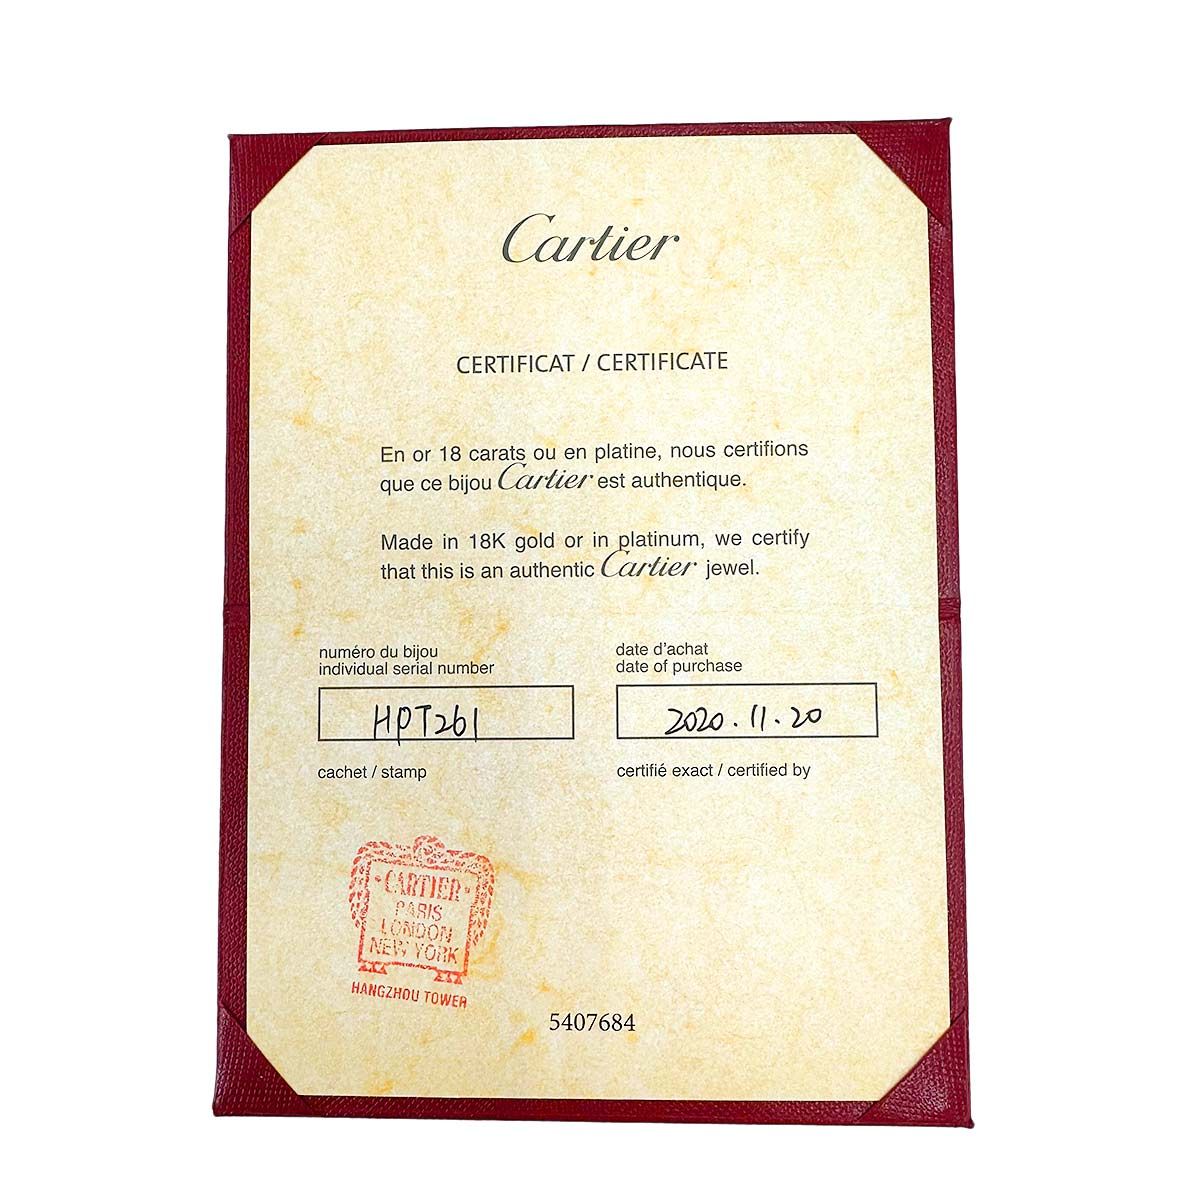 Cartier
CERTIFICAT / CERTIFICATE
En or 18 carats ou en platine, nous certifions
que ce bijou Cartier est authentique.
Made in 18K gold or in platinum, we certify
that this is an authentic Cartier jewel.
numéro du bijou
individual serial number
HPT261
date d'achat
date of purchase
2020.11.20
cachet / stamp
certifié exact / certified by
CARTIER
PARIS
LONDON
NEW YORK
HANGZHOU TOWER
5407684